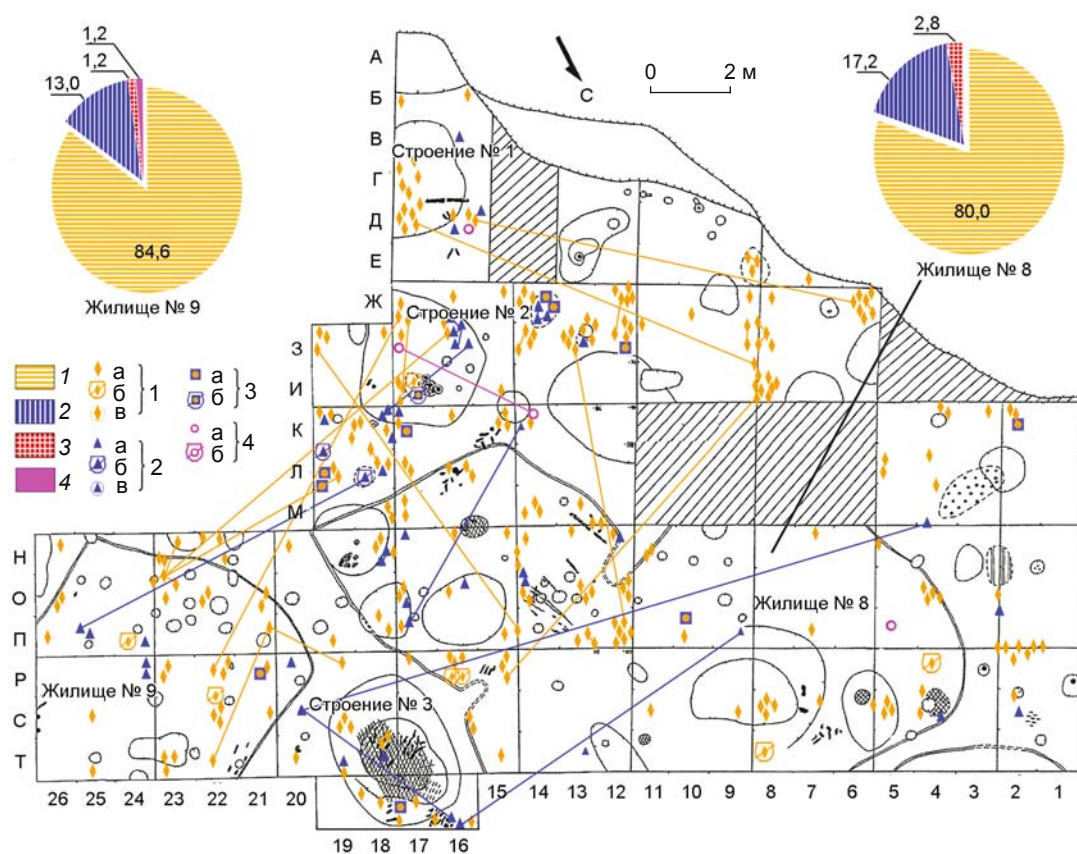 1,2
1,2
13,0
84,6
Жилище № 9
2,8
17,2
80,0
Жилище № 8
С
0 2 м
А
Б
В
Г
Д
Е
Ж
З
И
К
Л
М
Н
О
П
Р
С
Т
Строение № 1
Строение № 2
Строение № 3
Жилище № 8
Жилище № 9
1
2
3
4
а
б
в
1
а
б
в
2
а
б
3
а
б
4
26 25 24 23 22 21 20 15 14 13 12 11 10 9 8 7 6 5 4 3 2 1
19 18 17 16